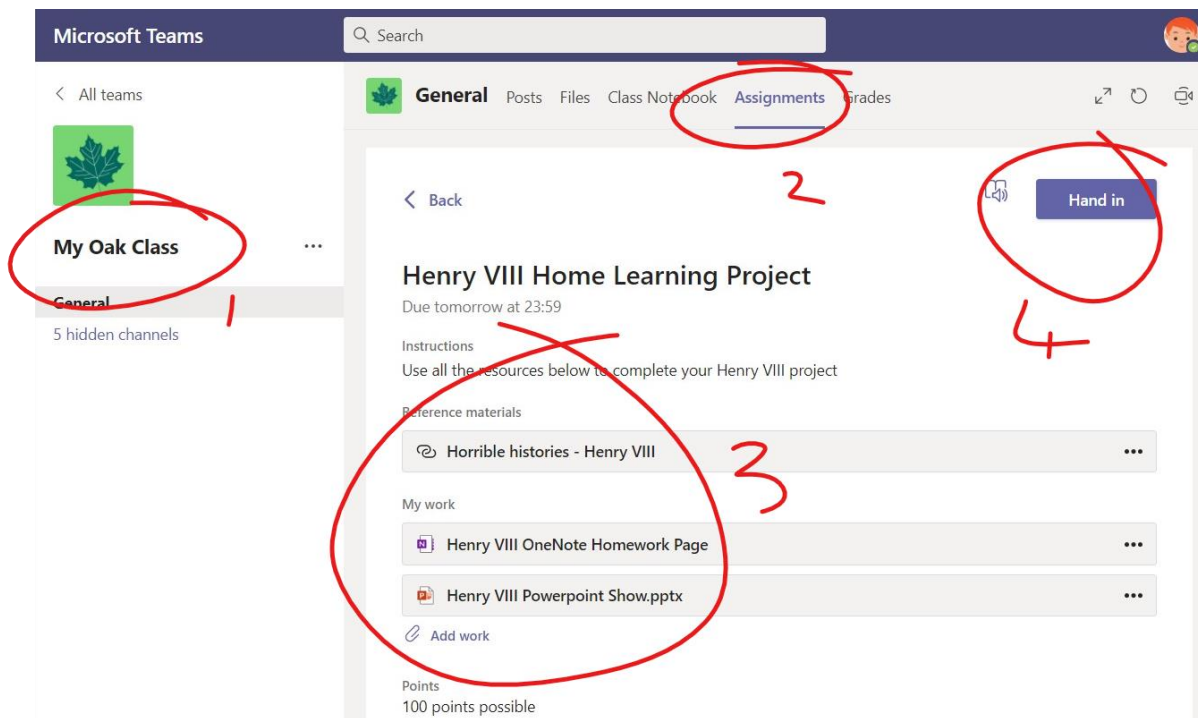 Microsoft Teams
Search
All teams
General Posts Files Class Notebook Assignments Grades
2
Back
Hand in
My Oak Class
...
General
1
5 hidden channels
4
Henry VIII Home Learning Project
Due tomorrow at 23:59
Instructions
Use all the resources below to complete your Henry VIII project
Reference materials
Horrible histories - Henry VIII
...
3
My work
Henry VIII OneNote Homework Page
...
Henry VIII Powerpoint Show.pptx
...
Add work
Points
100 points possible